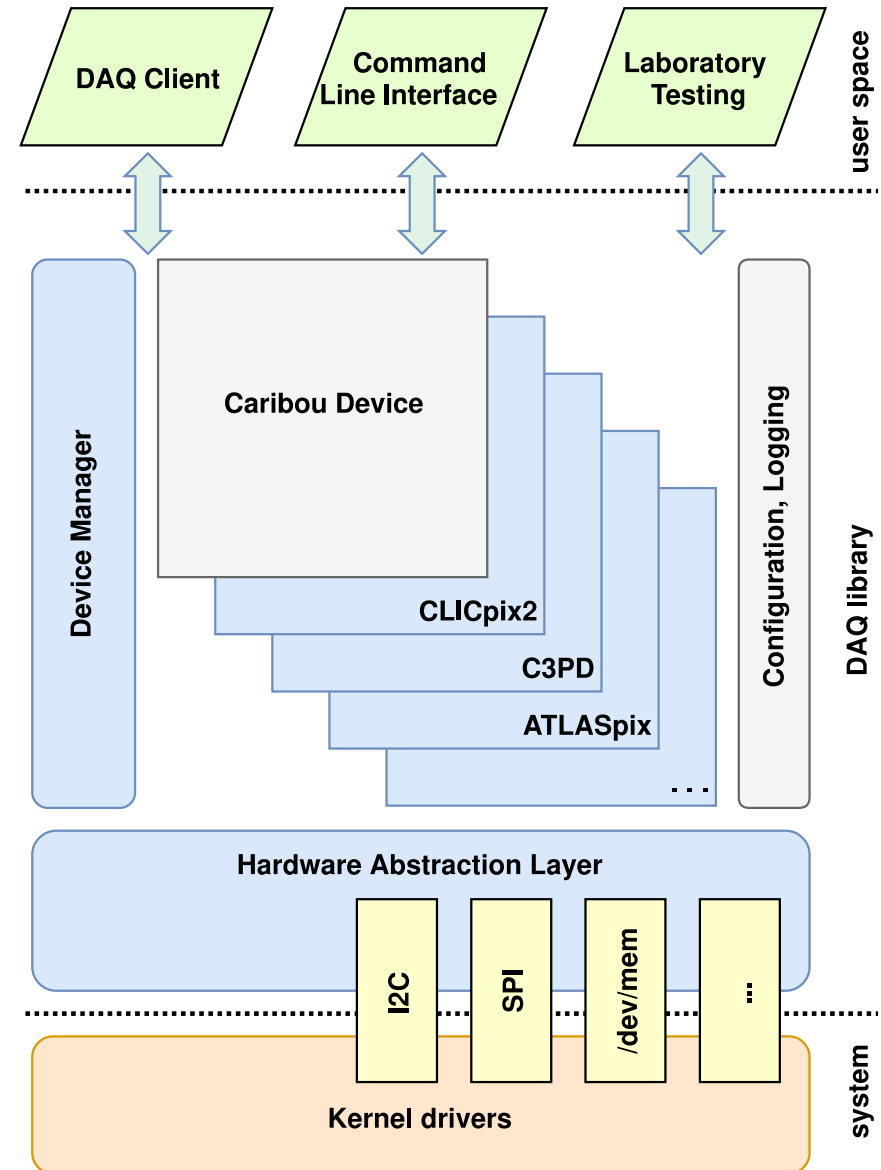 DAQ Client
Command
Line Interface
Laboratory
Testing
user space
Device Manager
Caribou Device
CLICpix2
C3PD
ATLASpix
...
Configuration, Logging
DAQ library
Hardware Abstraction Layer
I2C
SPI
/dev/mem
...
Kernel drivers
system